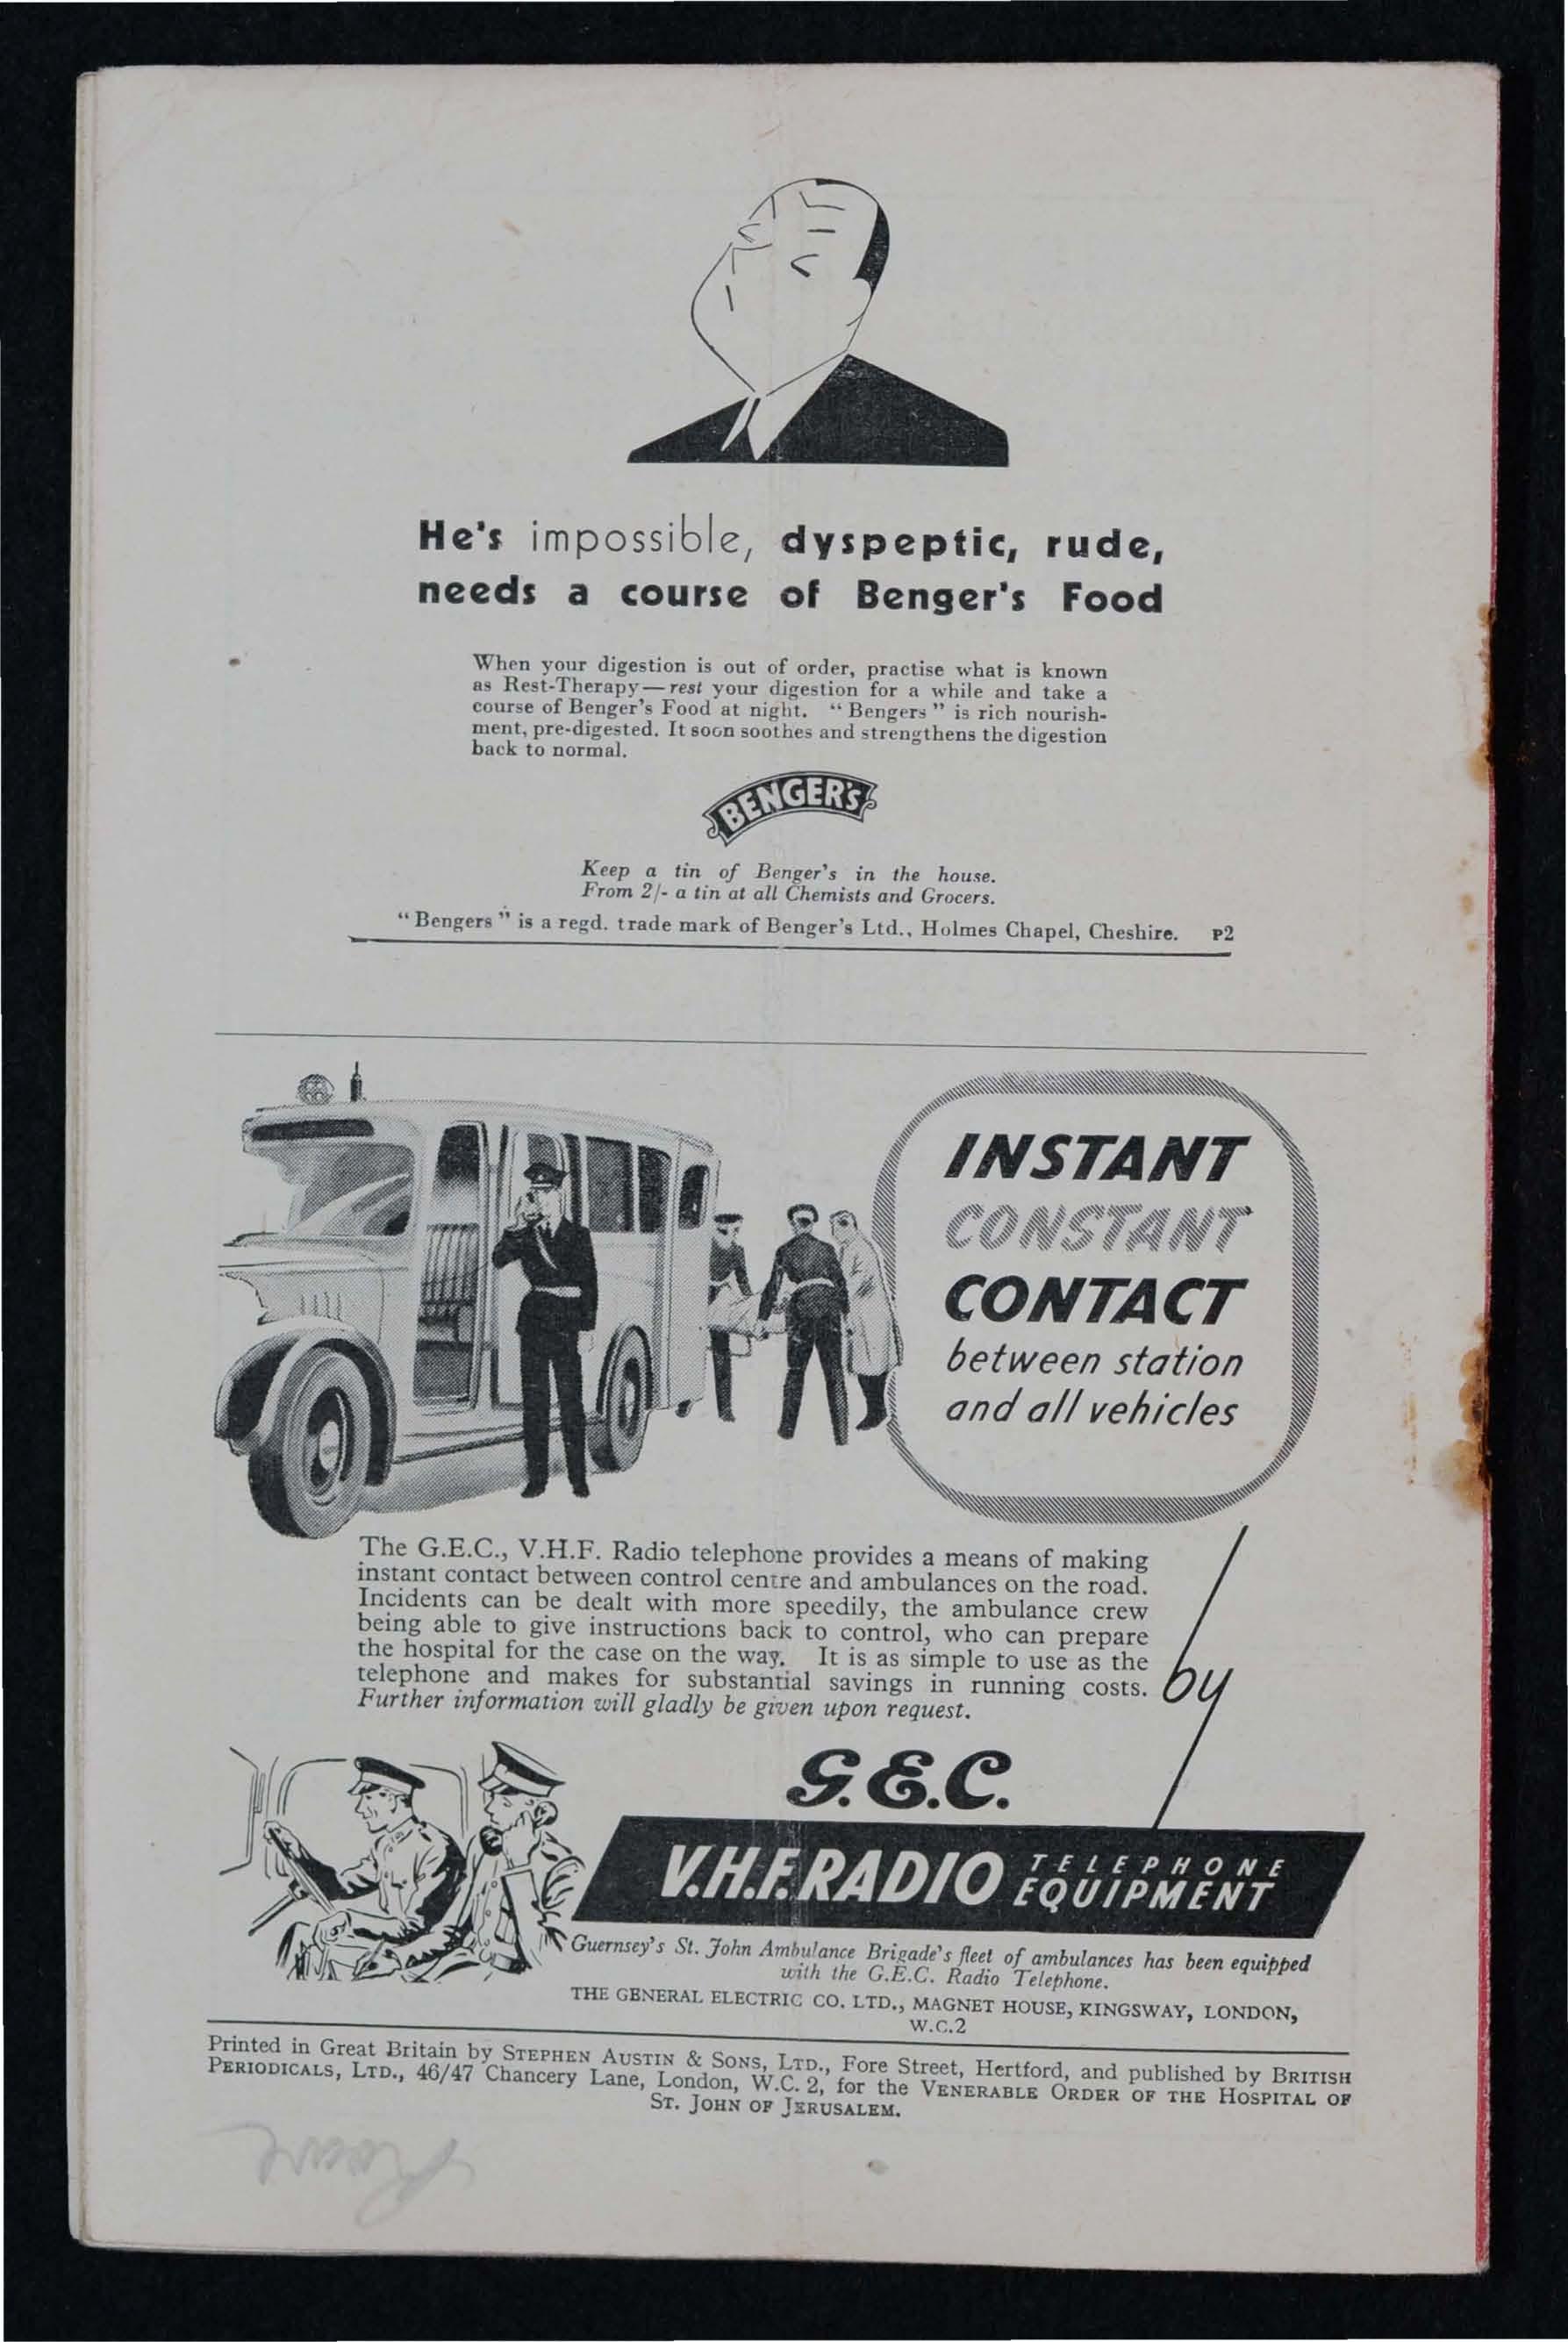 He's impossible, dyspeptic, rude,
needs a course of Benger's Food
When your digestion is out of order, practise what is known
as Rest-Therapy—rest your digestion for a while and take a
course of Benger's Food at night. "Bengers" is rich nourish-
ment, pre-digested. It soon soothes and strengthens the digestion
back to normal.
BENGER'S
Keep a tin of Benger's in the house.
From 2/- a tin at all Chemists and Grocers.
"Bengers" is a regd. trade mark of Benger's Ltd., Holmes Chapel, Cheshire. P2
INSTANT
CONSTANT
CONTACT
between station
and all vehicles
The G.E.C., V.H.F. Radio telephone provides a means of making
instant contact between control centre and ambulances on the road.
Incidents can be dealt with more speedily, the ambulance crew
being able to give instructions back to control, who can prepare
the hospital for the case on the way. It is as simple to use as the
telephone and makes for substantial savings in running costs.
Further information will gladly be given upon request.
by
G.E.C.
V.H.F. RADIO TELEPHONE
EQUIPMENT
Guernsey's St. John Ambulance Brigade's fleet of ambulances has been equipped
with the G.E.C. Radio Telephone.
THE GENERAL ELECTRIC CO. LTD., MAGNET HOUSE, KINGSWAY, LONDON,
W.C.2
Printed in Great Britain by STEPHEN AUSTIN & SONS, LTD., Fore Street, Hertford, and published by BRITISH
PERIODICALS, LTD., 46/47 Chancery Lane, London, W.C. 2, for the VENERABLE ORDER OF THE HOSPITAL OF
ST. JOHN OF JERUSALEM.